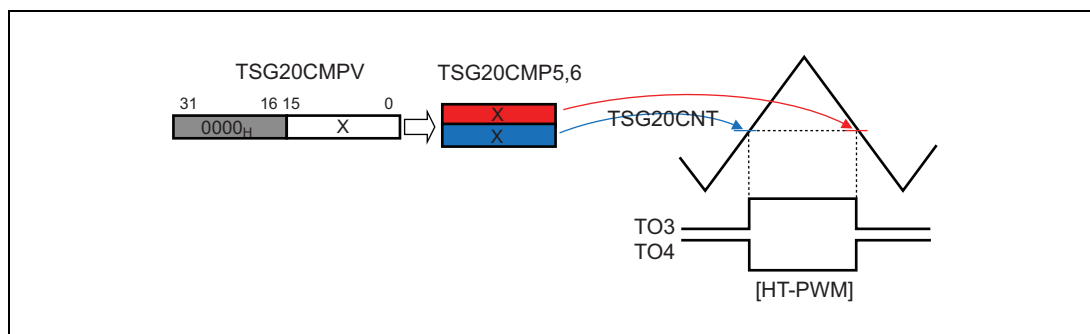 TSG20CMPV
TSG20CMP5,6
31 16 15 0
0000H X
X
X
TSG20CNT
TO3
TO4
[HT-PWM]